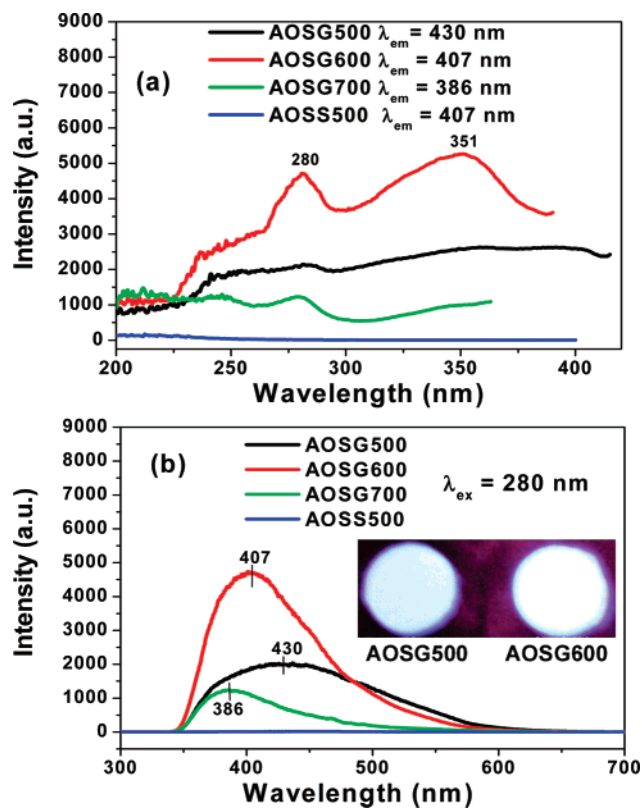 (a)
AOSG500 λem = 430 nm
AOSG600 λem = 407 nm
AOSG700 λem = 386 nm
AOSS500 λem = 407 nm
280
351
9000
8000
7000
6000
5000
4000
3000
2000
1000
0
Intensity (a.u.)
200 250 300 350 400
Wavelength (nm)
(b)
AOSG500
AOSG600
AOSG700
AOSS500
λex = 280 nm
407
430
386
AOSG500 AOSG600
9000
8000
7000
6000
5000
4000
3000
2000
1000
0
Intensity (a.u.)
300 400 500 600 700
Wavelength (nm)